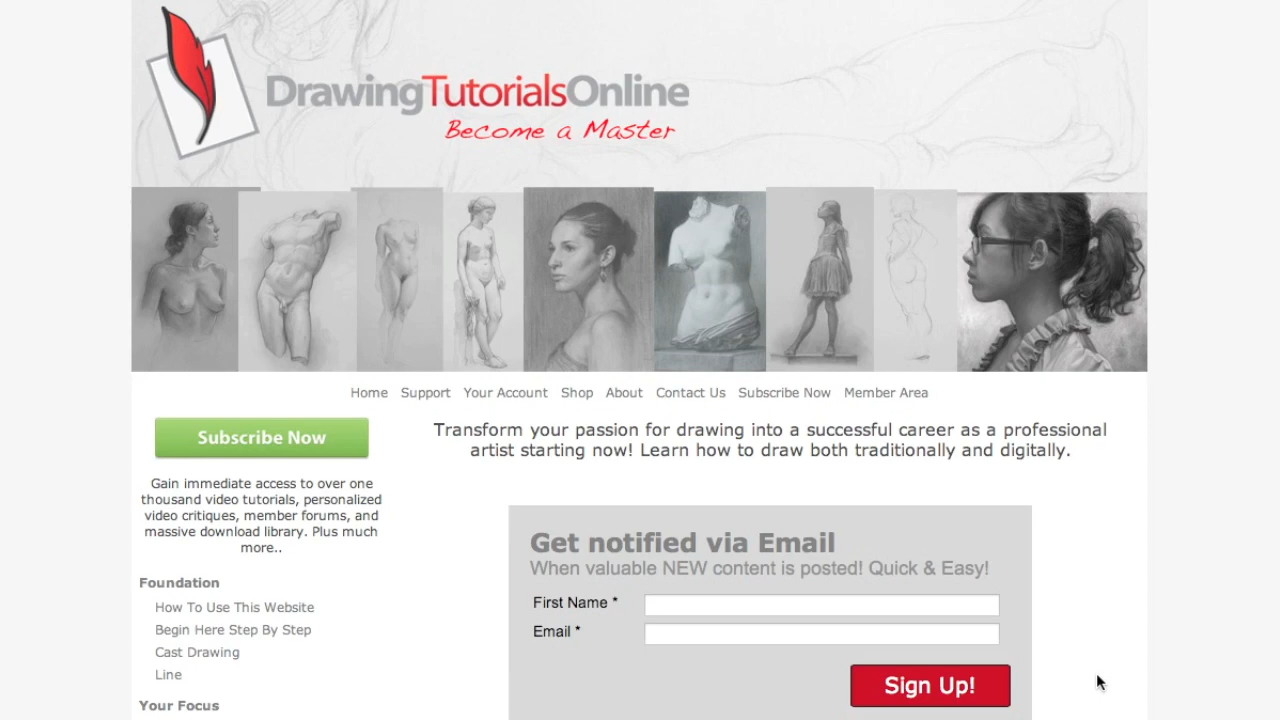 DrawingTutorialsOnline
Become a Master
Home Support Your Account Shop About Contact Us Subscribe Now Member Area
Subscribe Now
Gain immediate access to over one
thousand video tutorials, personalized
video critiques, member forums, and
massive download library. Plus much
more..
Foundation
How To Use This Website
Begin Here Step By Step
Cast Drawing
Line
Your Focus
Transform your passion for drawing into a successful career as a professional
artist starting now! Learn how to draw both traditionally and digitally.
Get notified via Email
When valuable NEW content is posted! Quick & Easy!
First Name *
Email *
Sign Up!